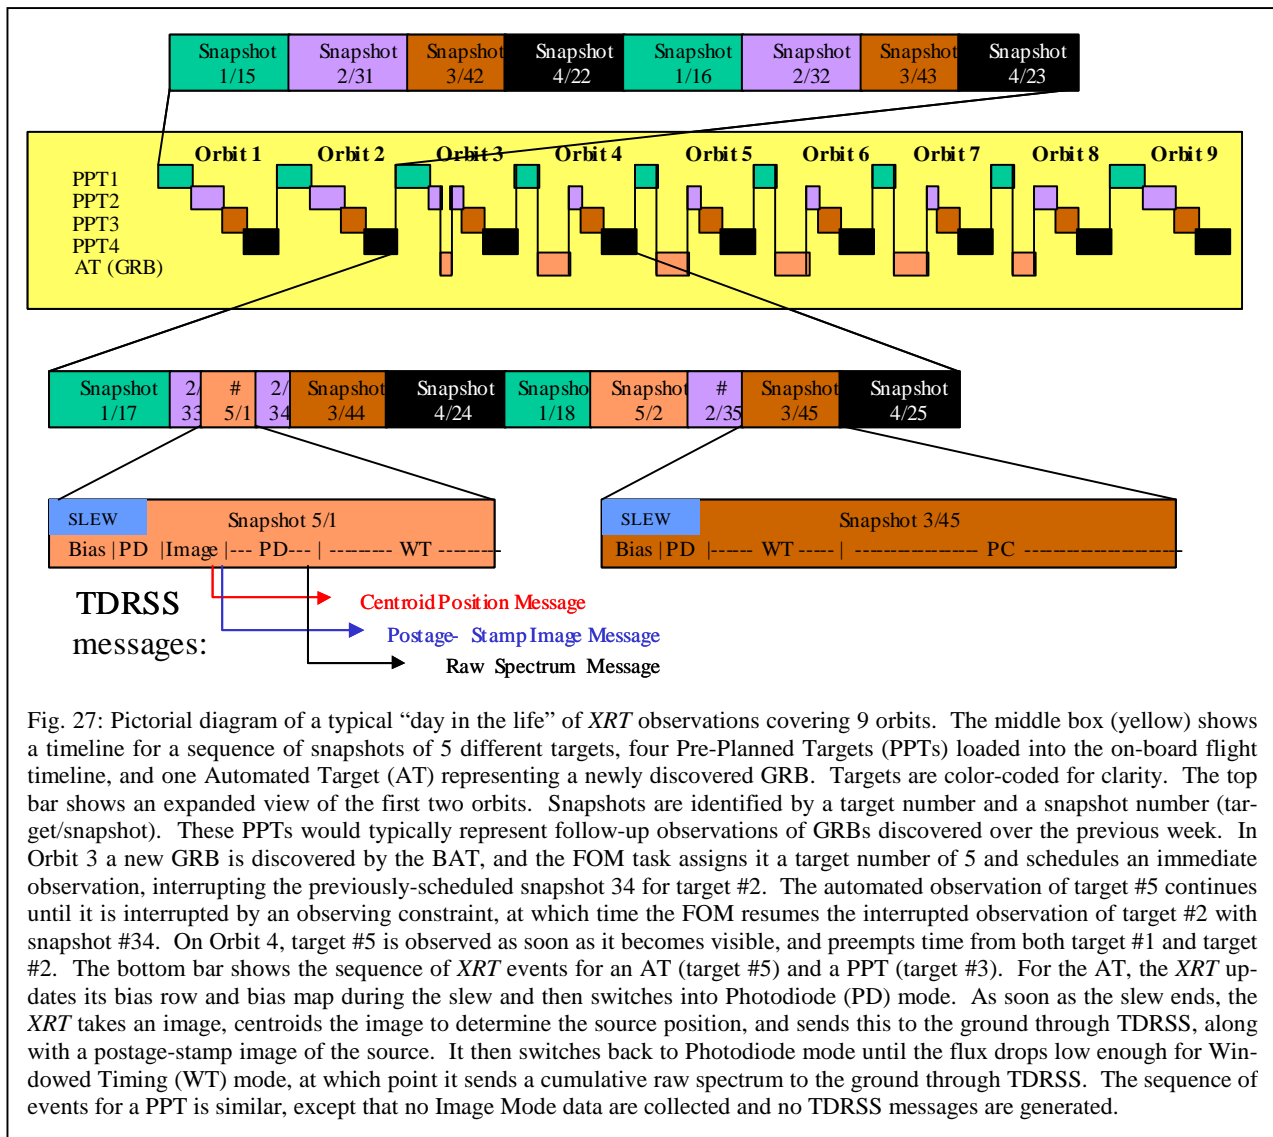 Snapshot 1/15 Snapshot 2/31 Snapshot 3/42 Snapshot 4/22 Snapshot 1/16 Snapshot 2/32 Snapshot 3/43 Snapshot 4/23
Orbit 1 Orbit 2 Orbit 3 Orbit 4 Orbit 5 Orbit 6 Orbit 7 Orbit 8 Orbit 9
PPT1
PPT2
PPT3
PPT4
AT (GRB)
Snapshot 1/17 2/ 33 # 5/1 2/ 34 Snapshot 3/44 Snapshot 4/24 Snapsho 1/18 Snapshot 5/2 # 2/35 Snapshot 3/45 Snapshot 4/25
SLEW Snapshot 5/1
Bias | PD |Image |--- PD--- | --------- WT ---------
SLEW Snapshot 3/45
Bias | PD |------ WT ----- | ------------------ PC -----------------------
TDRSS
messages:
Centroid Position Message
Postage- Stamp Image Message
Raw Spectrum Message
Fig. 27: Pictorial diagram of a typical “day in the life” of XRT observations covering 9 orbits. The middle box (yellow) shows
a timeline for a sequence of snapshots of 5 different targets, four Pre-Planned Targets (PPTs) loaded into the on-board flight
timeline, and one Automated Target (AT) representing a newly discovered GRB. Targets are color-coded for clarity. The top
bar shows an expanded view of the first two orbits. Snapshots are identified by a target number and a snapshot number (tar-
get/snapshot). These PPTs would typically represent follow-up observations of GRBs discovered over the previous week. In
Orbit 3 a new GRB is discovered by the BAT, and the FOM task assigns it a target number of 5 and schedules an immediate
observation, interrupting the previously-scheduled snapshot 34 for target #2. The automated observation of target #5 continues
until it is interrupted by an observing constraint, at which time the FOM resumes the interrupted observation of target #2 with
snapshot #34. On Orbit 4, target #5 is observed as soon as it becomes visible, and preempts time from both target #1 and target
#2. The bottom bar shows the sequence of XRT events for an AT (target #5) and a PPT (target #3). For the AT, the XRT up-
dates its bias row and bias map during the slew and then switches into Photodiode (PD) mode. As soon as the slew ends, the
XRT takes an image, centroids the image to determine the source position, and sends this to the ground through TDRSS, along
with a postage-stamp image of the source. It then switches back to Photodiode mode until the flux drops low enough for Win-
dowed Timing (WT) mode, at which point it sends a cumulative raw spectrum to the ground through TDRSS. The sequence of
events for a PPT is similar, except that no Image Mode data are collected and no TDRSS messages are generated.